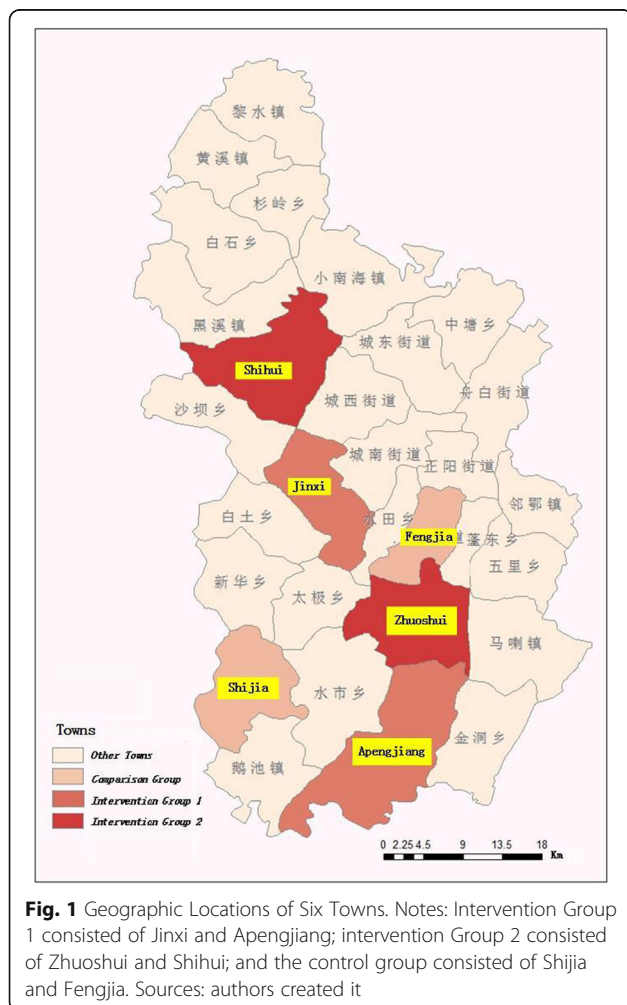 黎水镇
黄溪镇
杉岭乡
白石乡
小南海镇
黑溪镇
中塘乡
城东街道
Shihui
舟白街道
城西街道
沙坝乡
城南街道
正阳街道
Jinxi
邻鄂镇
白土乡
水田乡
Fengjia
道
蓬东乡
五里乡
新华乡
太极乡
Zhuoshui
马喇镇
Shijia
水市乡
Towns
Apengjiang
金洞乡
Other Towns
鹅池镇
Comparison Group
Intervention Group 1
Intervention Group 2
0 2.25 4.5 9 13.5 18
Km
Fig. 1 Geographic Locations of Six Towns. Notes: Intervention Group
1 consisted of Jinxi and Apengjiang; intervention Group 2 consisted
of Zhuoshui and Shihui; and the control group consisted of Shijia
and Fengjia. Sources: authors created it